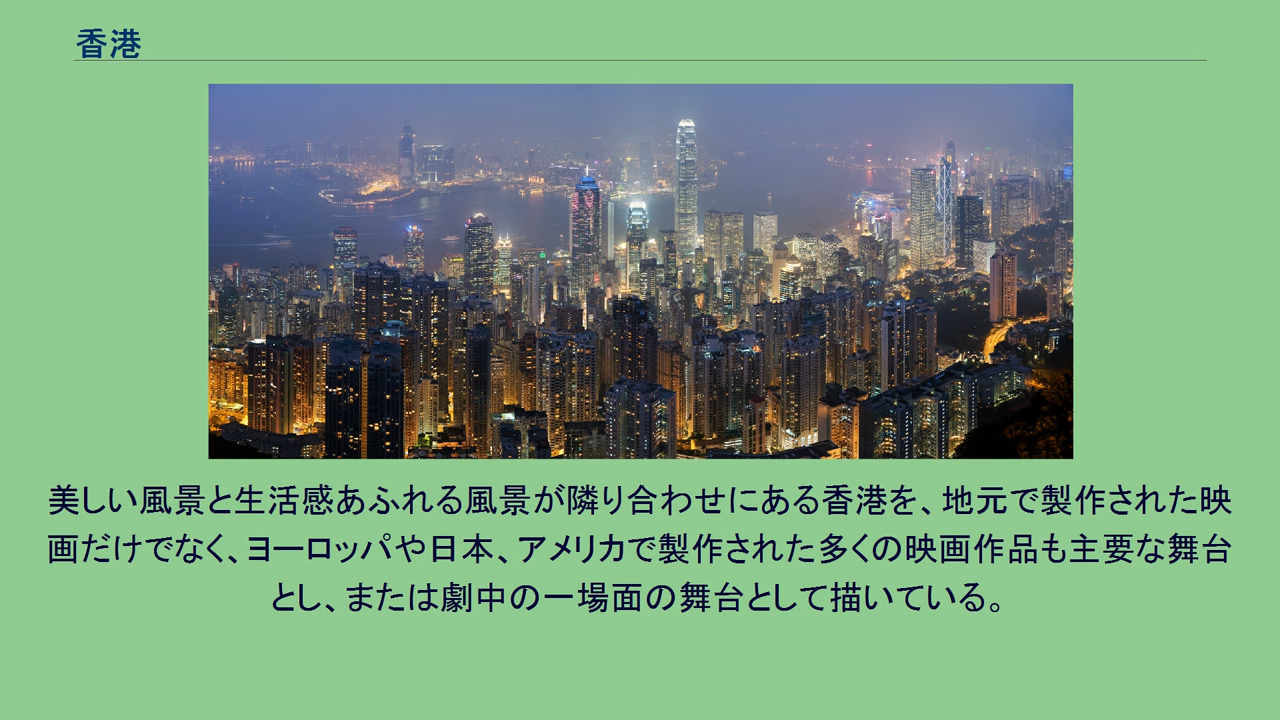 香港
美しい風景と生活感あふれる風景が隣り合わせにある香港を、地元で製作された映
画だけでなく、ヨーロッパや日本、アメリカで製作された多くの映画作品も主要な舞台
とし、または劇中の一場面の舞台として描いている。